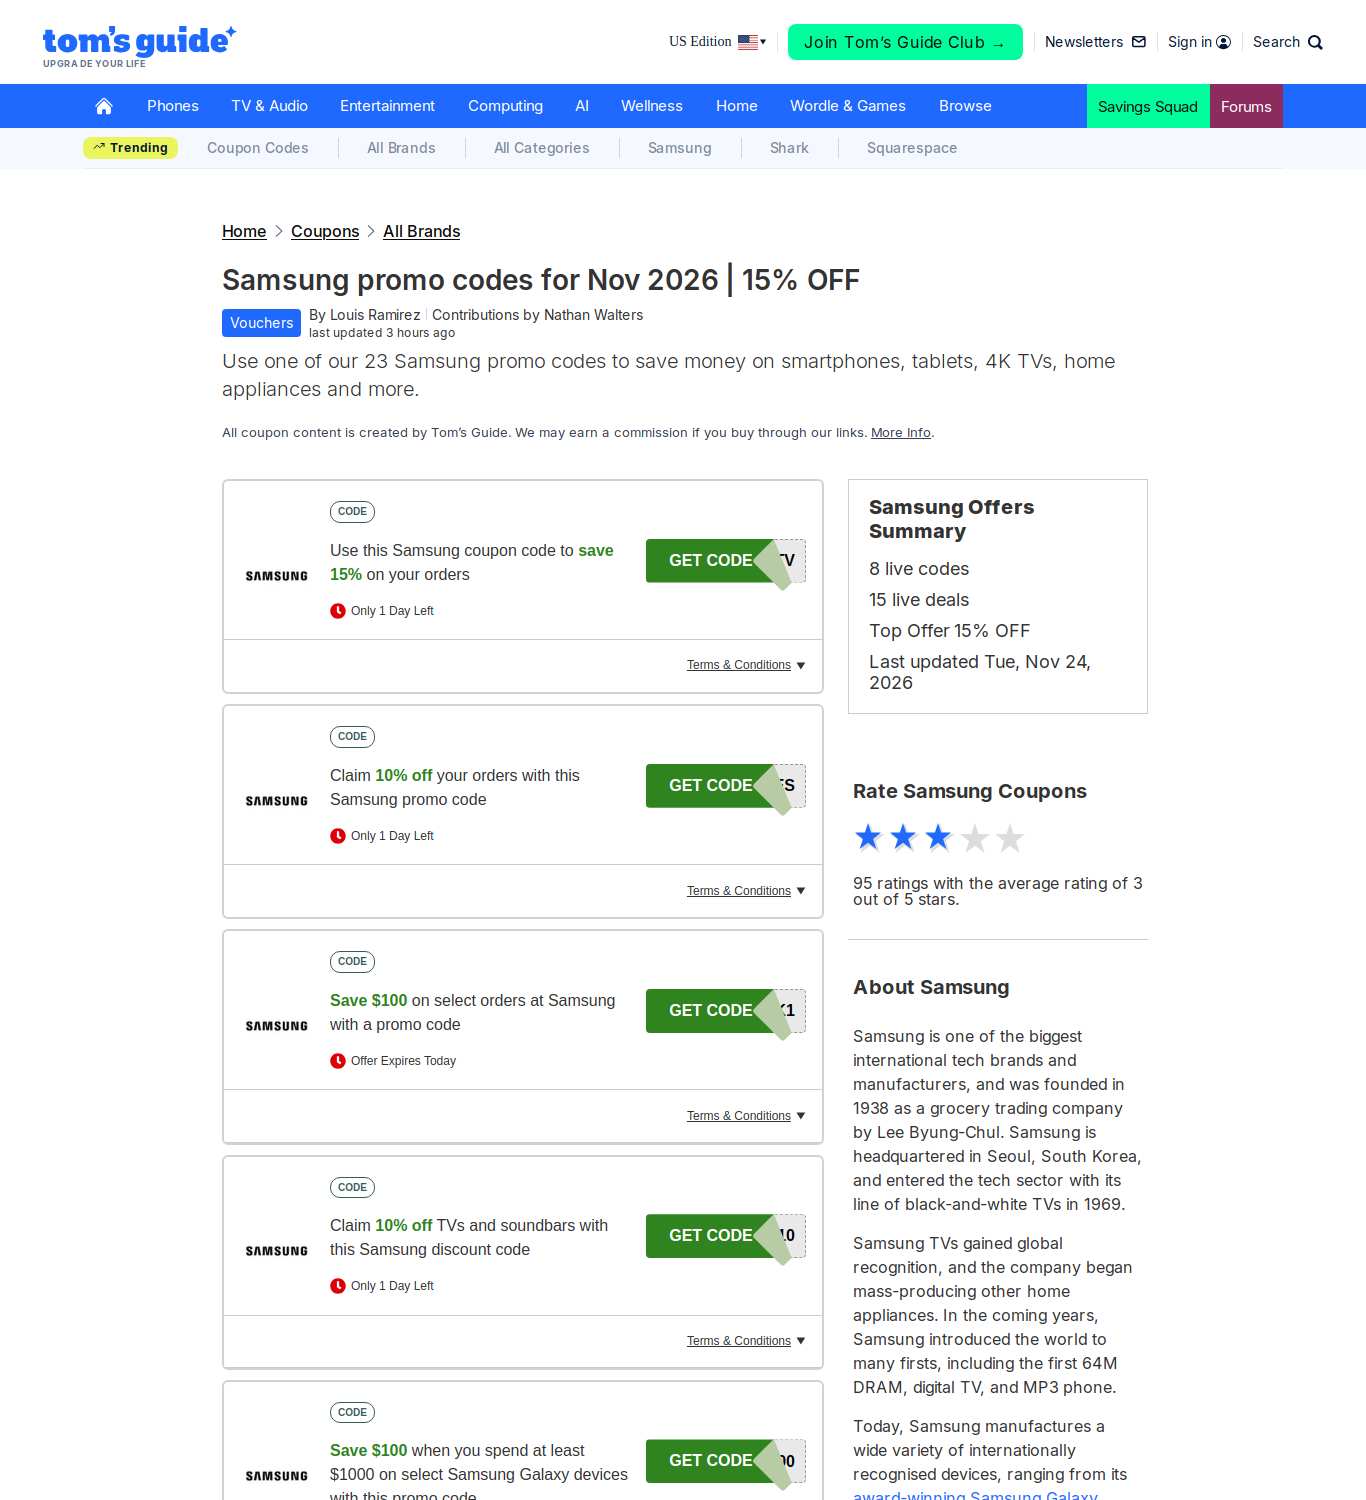 tom's guide
UPGRADE YOUR LIFE
US Edition
Join Tom's Guide Club →
Newsletters
Sign in
Search
Phones
TV & Audio
Entertainment
Computing
AI
Wellness
Home
Wordle & Games
Browse
Savings Squad
Forums
Trending
Coupon Codes
All Brands
All Categories
Samsung
Shark
Squarespace
Home
Coupons
All Brands
Samsung promo codes for Nov 2026 | 15% OFF
Vouchers
By Louis Ramirez
Contributions by Nathan Walters
last updated 3 hours ago
Use one of our 23 Samsung promo codes to save money on smartphones, tablets, 4K TVs, home
appliances and more.
All coupon content is created by Tom's Guide. We may earn a commission if you buy through our links. More Info.
CODE
SAMSUNG
Use this Samsung coupon code to save
15% on your orders
Only 1 Day Left
GET CODE
Terms & Conditions
CODE
SAMSUNG
Claim 10% off your orders with this
Samsung promo code
Only 1 Day Left
GET CODE
Terms & Conditions
CODE
SAMSUNG
Save $100 on select orders at Samsung
with a promo code
Offer Expires Today
GET CODE
Terms & Conditions
CODE
SAMSUNG
Claim 10% off TVs and soundbars with
this Samsung discount code
Only 1 Day Left
GET CODE
Terms & Conditions
CODE
SAMSUNG
Save $100 when you spend at least
$1000 on select Samsung Galaxy devices
with this promo code
GET CODE
Samsung Offers
Summary
8 live codes
15 live deals
Top Offer 15% OFF
Last updated Tue, Nov 24,
2026
Rate Samsung Coupons
95 ratings with the average rating of 3
out of 5 stars.
About Samsung
Samsung is one of the biggest
international tech brands and
manufacturers, and was founded in
1938 as a grocery trading company
by Lee Byung-Chul. Samsung is
headquartered in Seoul, South Korea,
and entered the tech sector with its
line of black-and-white TVs in 1969.
Samsung TVs gained global
recognition, and the company began
mass-producing other home
appliances. In the coming years,
Samsung introduced the world to
many firsts, including the first 64M
DRAM, digital TV, and MP3 phone.
Today, Samsung manufactures a
wide variety of internationally
recognised devices, ranging from its
award-winning Samsung Galaxy